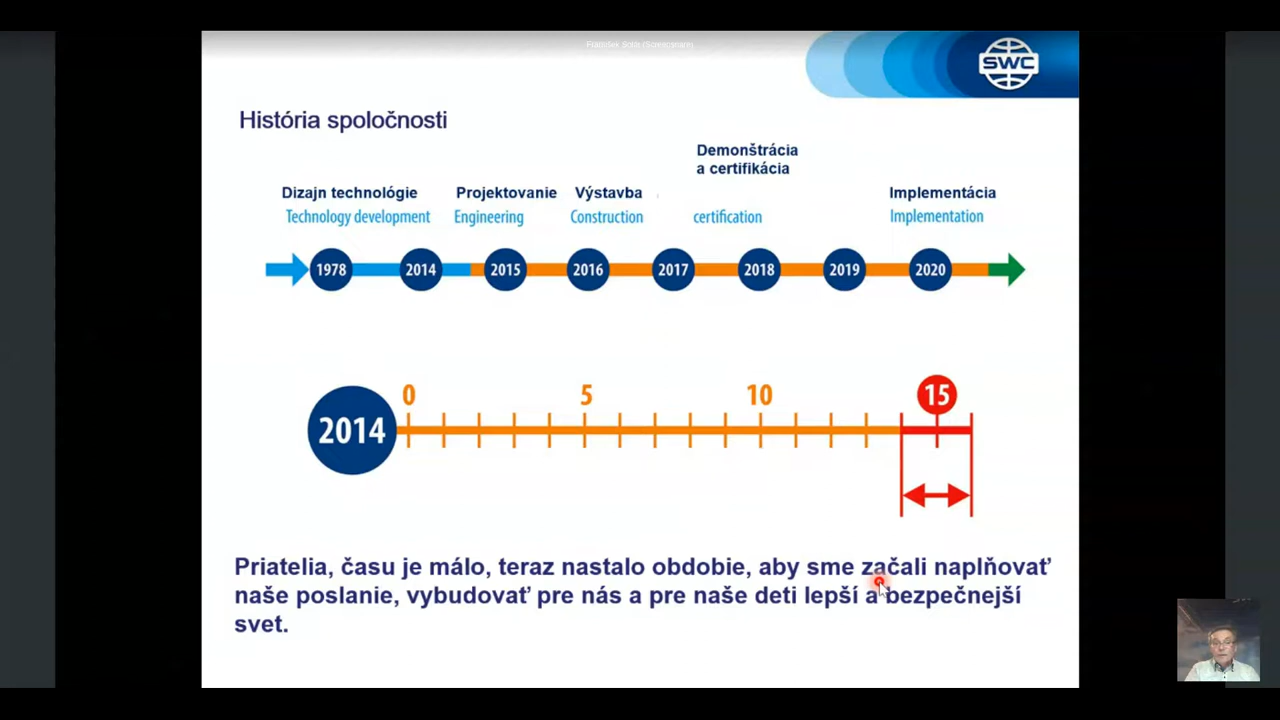 SWC
História spoločnosti
Demonštrácia
a certifikácia
Dizajn technológie Projektovanie Výstavba Implementácia
Technology development Engineering Construction certification Implementation
1978 2014 2015 2016 2017 2018 2019 2020
0 5 10 15
2014
Priatelia, času je málo, teraz nastalo obdobie, aby sme začali naplňovať
naše poslanie, vybudovať pre nás a pre naše deti lepší a bezpečnejší
svet.